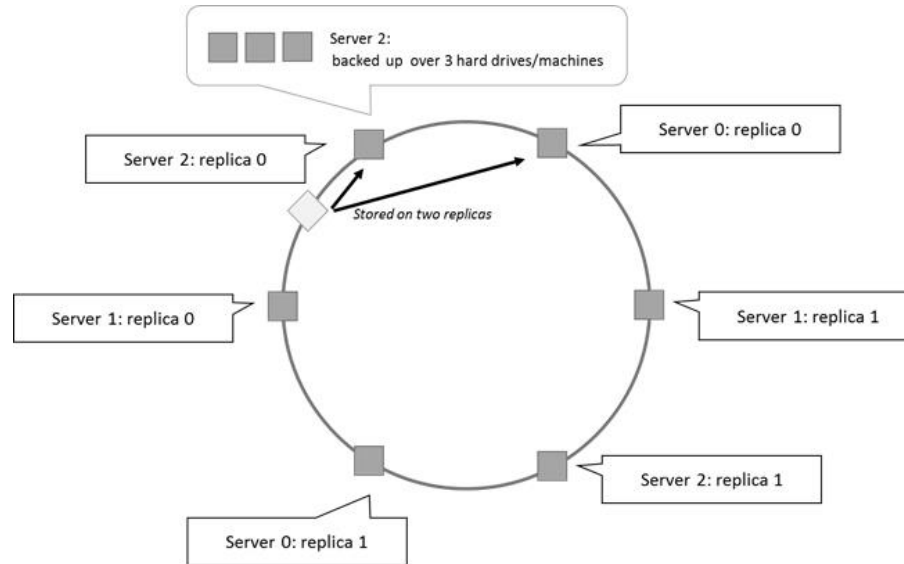 Server 2:
backed up over 3 hard drives/machines
Server 2: replica 0
Server 0: replica 0
Stored on two replicas
Server 1: replica 0
Server 1: replica 1
Server 2: replica 1
Server 0: replica 1